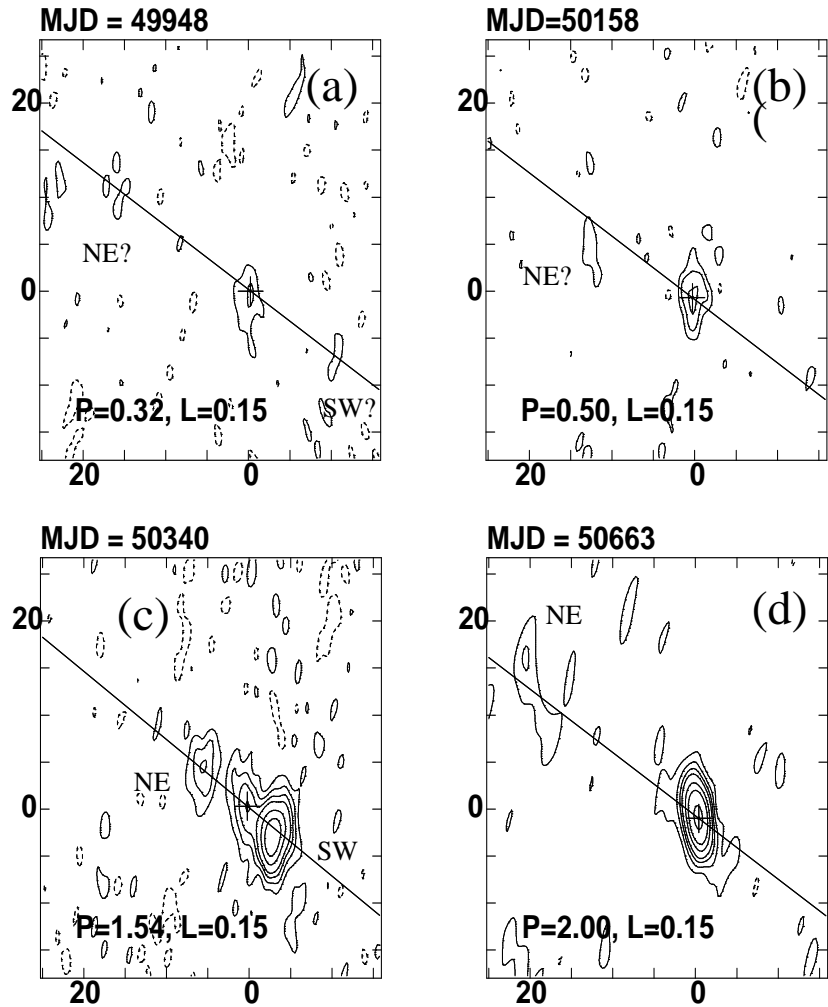 MJD = 49948
(a)
20
NE?
0
P=0.32, L=0.15
SW?
20 0
MJD=50158
(b)
(
20
NE?
0
P=0.50, L=0.15
20 0
MJD = 50340
(c)
20
NE
0
SW
P=1.54, L=0.15
20 0
MJD = 50663
NE
(d)
20
0
P=2.00, L=0.15
20 0